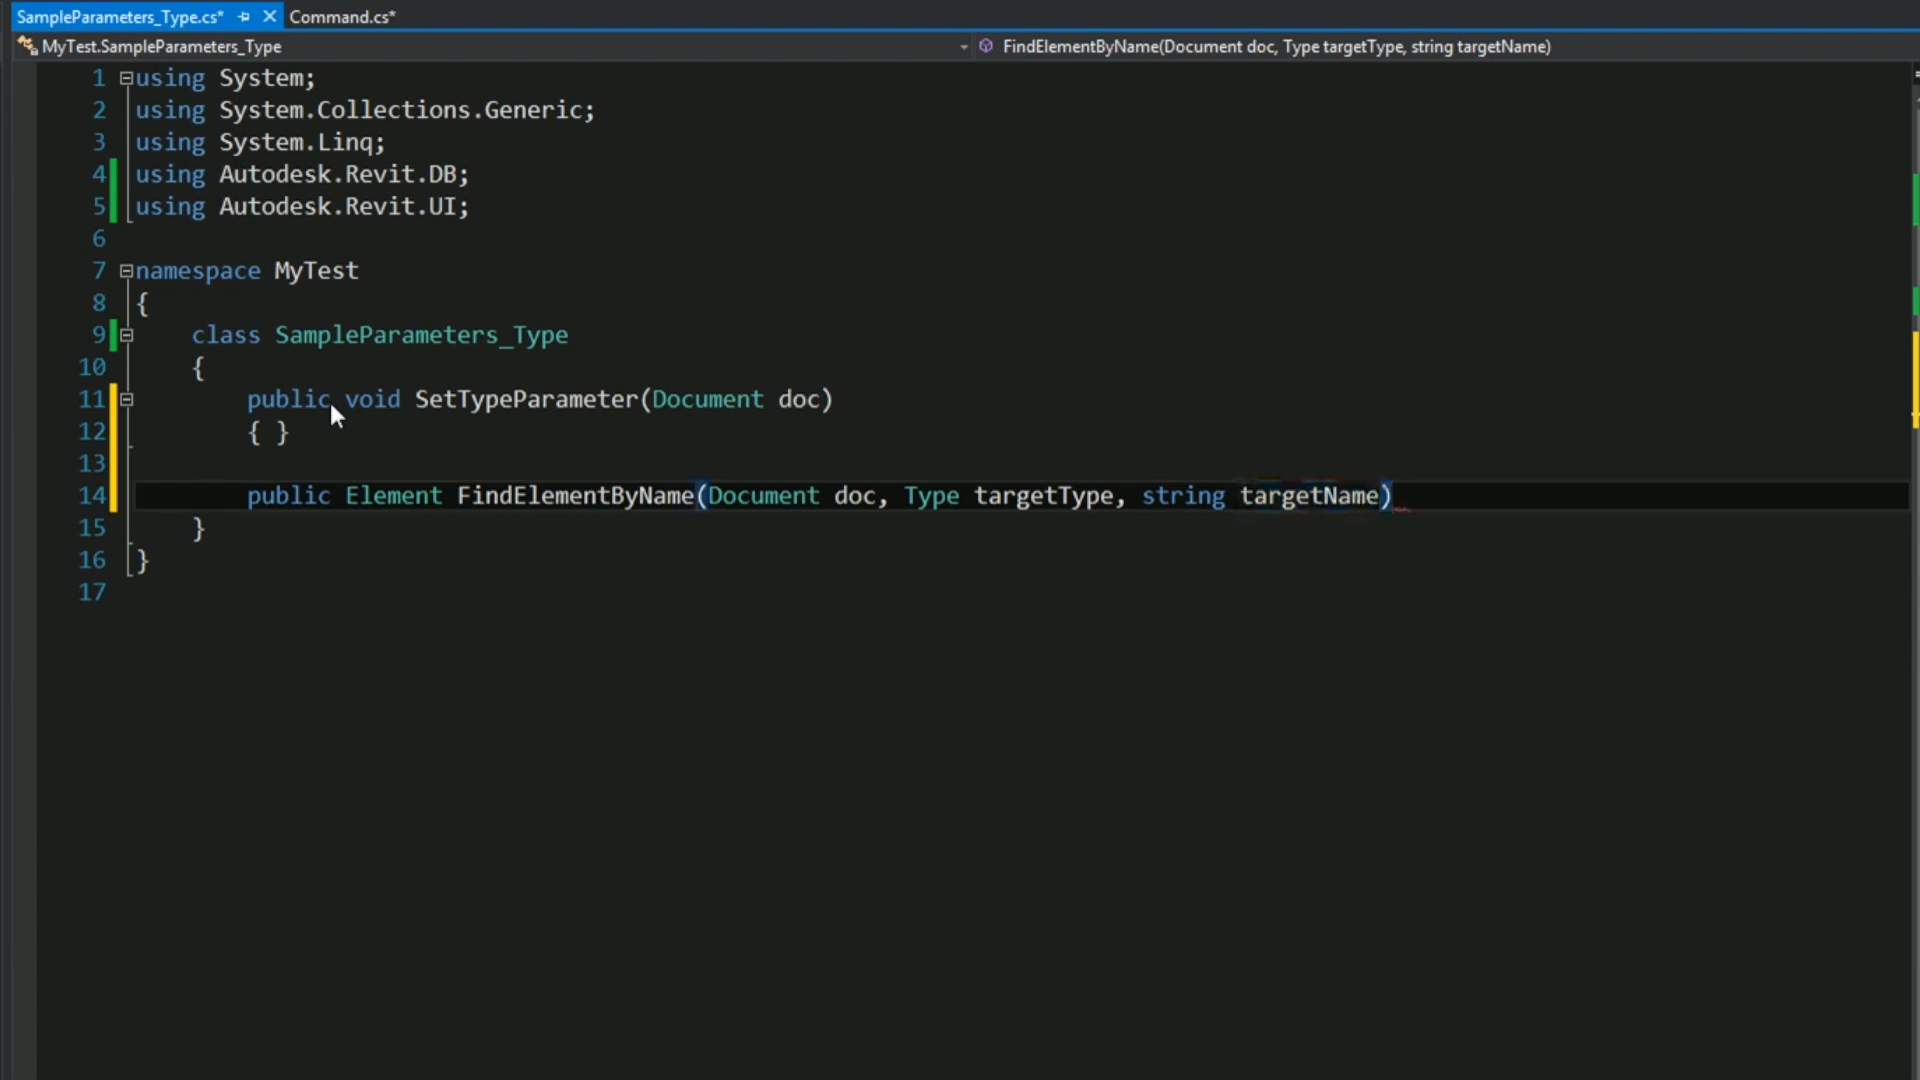 SampleParameters_Type.cs* Command.cs*
MyTest.SampleParameters_Type FindElementByName(Document doc, Type targetType, string targetName)
1 using System;
2 using System.Collections.Generic;
3 using System.Linq;
4 using Autodesk.Revit.DB;
5 using Autodesk.Revit.UI;
6
7 namespace MyTest
8 {
9 class SampleParameters_Type
10 {
11 public void SetTypeParameter(Document doc)
12 { }
13
14 public Element FindElementByName(Document doc, Type targetType, string targetName)
15 }
16 }
17